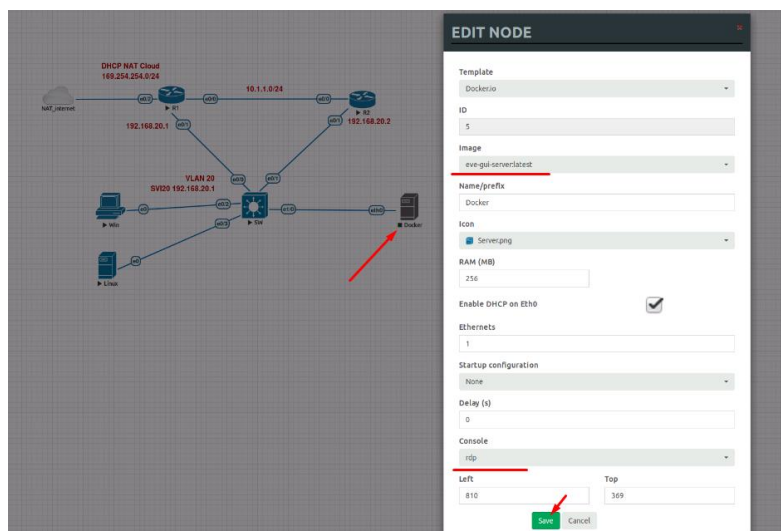 EDIT NODE
Template
Docker.io
ID
5
Image
eve-gui-server:latest
Name/prefix
Docker
Icon
Server.png
RAM (MB)
256
Enable DHCP on Eth0
Ethernets
1
Startup configuration
None
Delay (s)
0
Console
rdp
Left Top
810 369
Save Cancel
DHCP NAT Cloud
169.254.254.0/24
NAT_internet
e0/2
R1
e0/0
10.1.1.0/24
e0/0
R2
192.168.20.1
e0/1
e0/1
192.168.20.2
VLAN 20
SVI20 192.168.20.1
e0/0
e0/1
Win
e0
e0/2
SW
e1/0
eth0
Docker
e0/3
Linux
e0